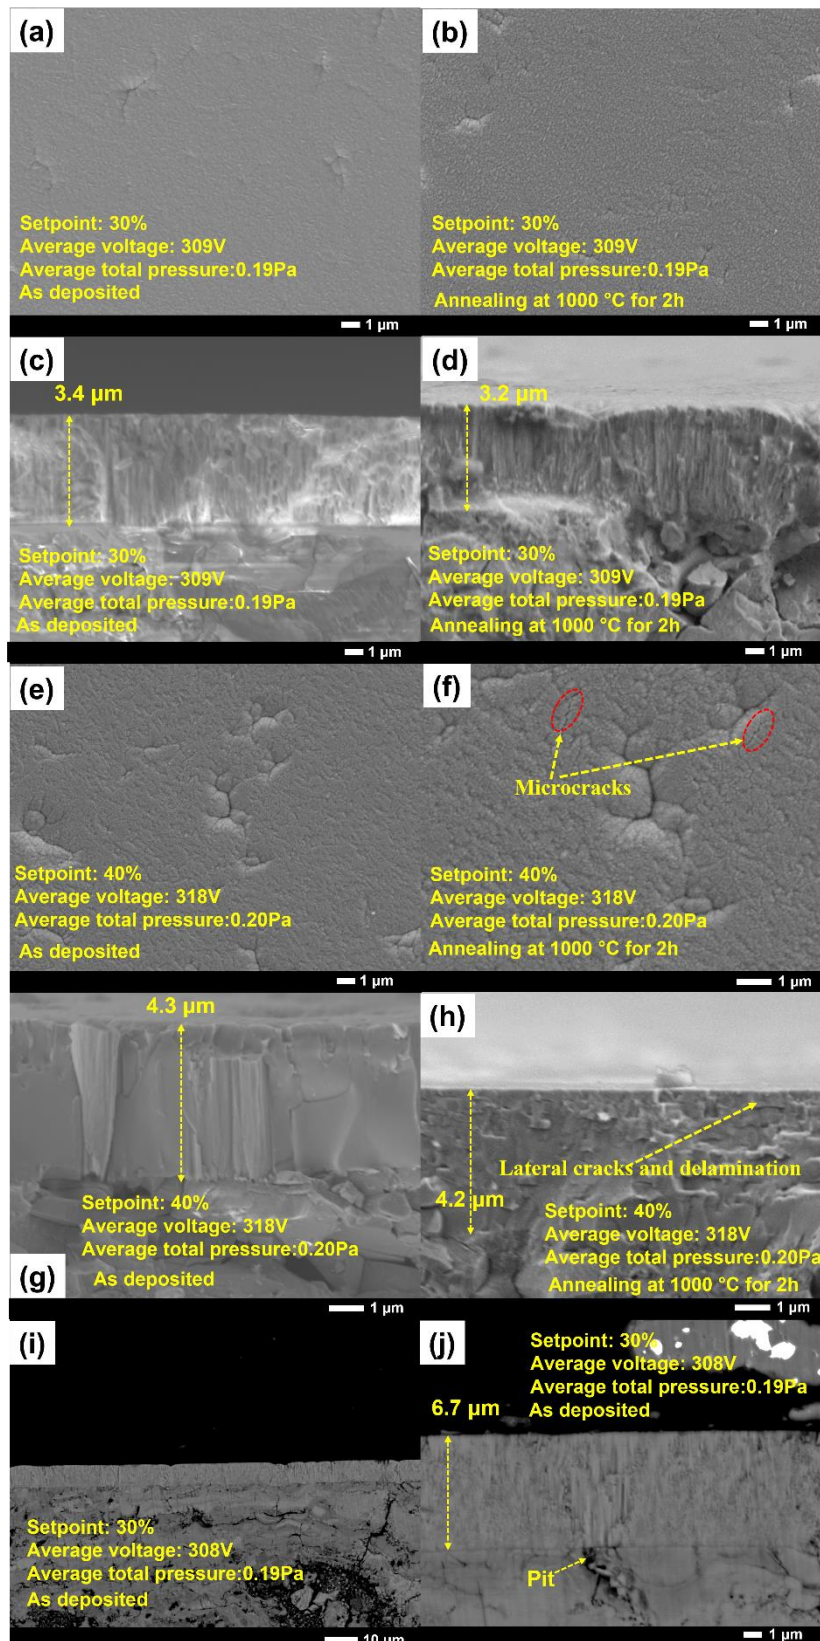 (a)
Setpoint: 30%
Average voltage: 309V
Average total pressure:0.19Pa
As deposited
1 µm
(b)
Setpoint: 30%
Average voltage: 309V
Average total pressure:0.19Pa
Annealing at 1000 °C for 2h
1 µm
(c)
3.4 µm
Setpoint: 30%
Average voltage: 309V
Average total pressure:0.19Pa
As deposited
1 µm
(d)
3.2 µm
Setpoint: 30%
Average voltage: 309V
Average total pressure:0.19Pa
Annealing at 1000 °C for 2h
1 µm
(e)
Setpoint: 40%
Average voltage: 318V
Average total pressure:0.20Pa
As deposited
1 µm
(f)
Microcracks
Setpoint: 40%
Average voltage: 318V
Average total pressure:0.20Pa
Annealing at 1000 °C for 2h
1 µm
4.3 µm
Setpoint: 40%
Average voltage: 318V
Average total pressure:0.20Pa
(g)
As deposited
1 µm
(h)
Lateral cracks and delamination
4.2 µm
Setpoint: 40%
Average voltage: 318V
Average total pressure:0.20Pa
Annealing at 1000 °C for 2h
1 µm
(i)
Setpoint: 30%
Average voltage: 308V
Average total pressure:0.19Pa
As deposited
10 µm
(j)
Setpoint: 30%
Average voltage: 308V
Average total pressure:0.19Pa
As deposited
6.7 µm
Pit
1 µm